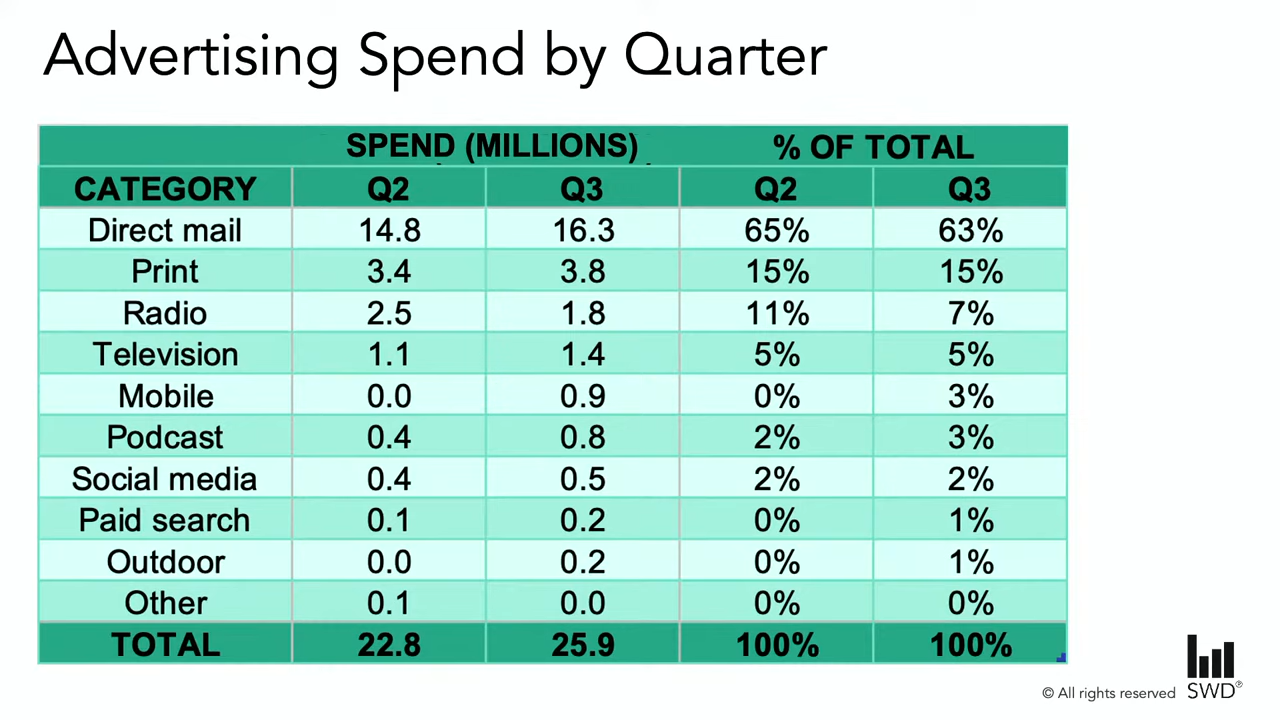 Advertising Spend by Quarter
SPEND (MILLIONS) % OF TOTAL
CATEGORY Q2 Q3 Q2 Q3
Direct mail 14.8 16.3 65% 63%
Print 3.4 3.8 15% 15%
Radio 2.5 1.8 11% 7%
Television 1.1 1.4 5% 5%
Mobile 0.0 0.9 0% 3%
Podcast 0.4 0.8 2% 3%
Social media 0.4 0.5 2% 2%
Paid search 0.1 0.2 0% 1%
Outdoor 0.0 0.2 0% 1%
Other 0.1 0.0 0% 0%
TOTAL 22.8 25.9 100% 100%
© All rights reserved SWD®